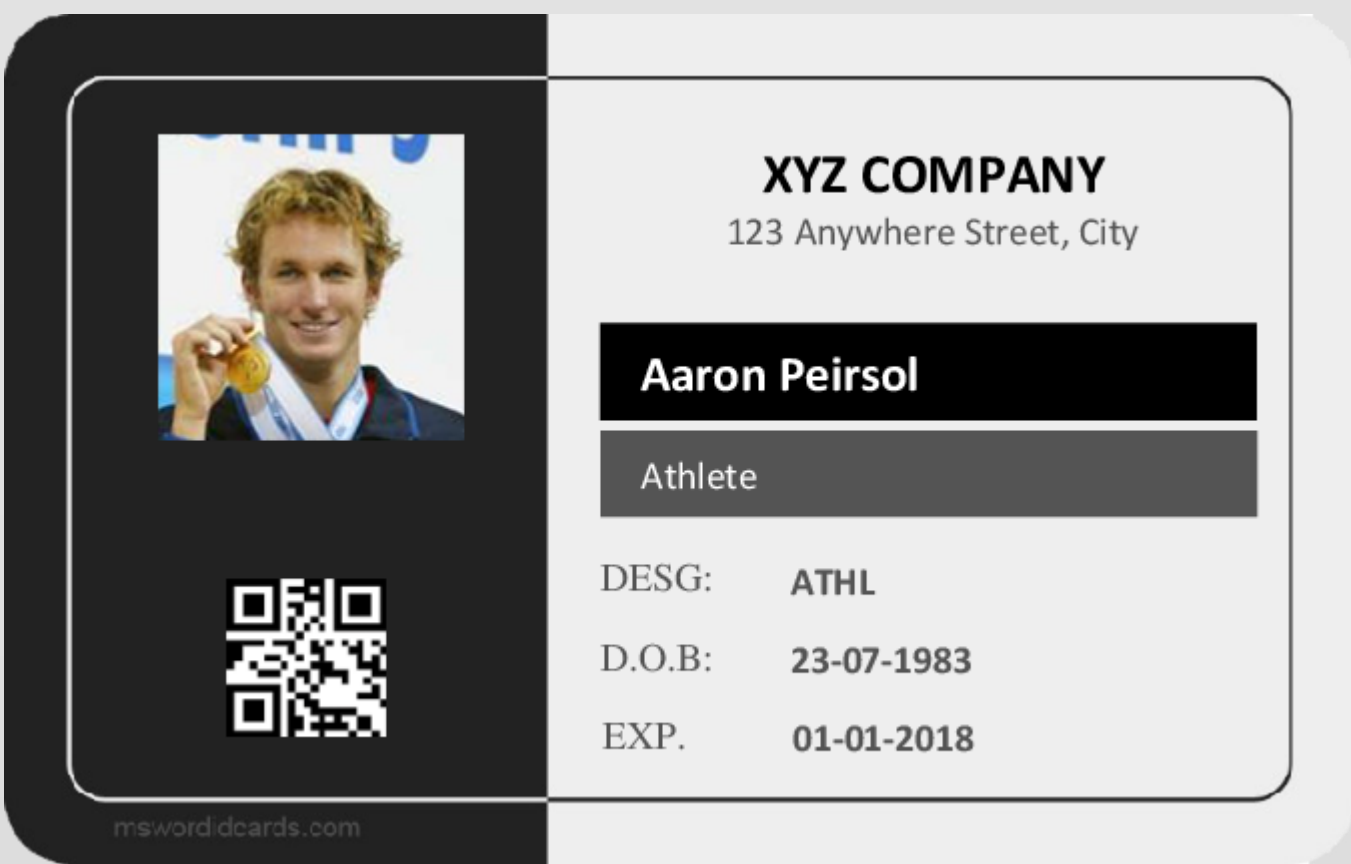 XYZ COMPANY
123 Anywhere Street, City
Aaron Peirsol
Athlete
DESG: ATHL
D.O.B: 23-07-1983
EXP. 01-01-2018
mswordidcards.com